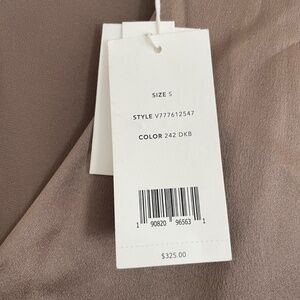 SIZE S
STYLE V777612547
COLOR 242 DKB
1 90820 96563 1
$325.00